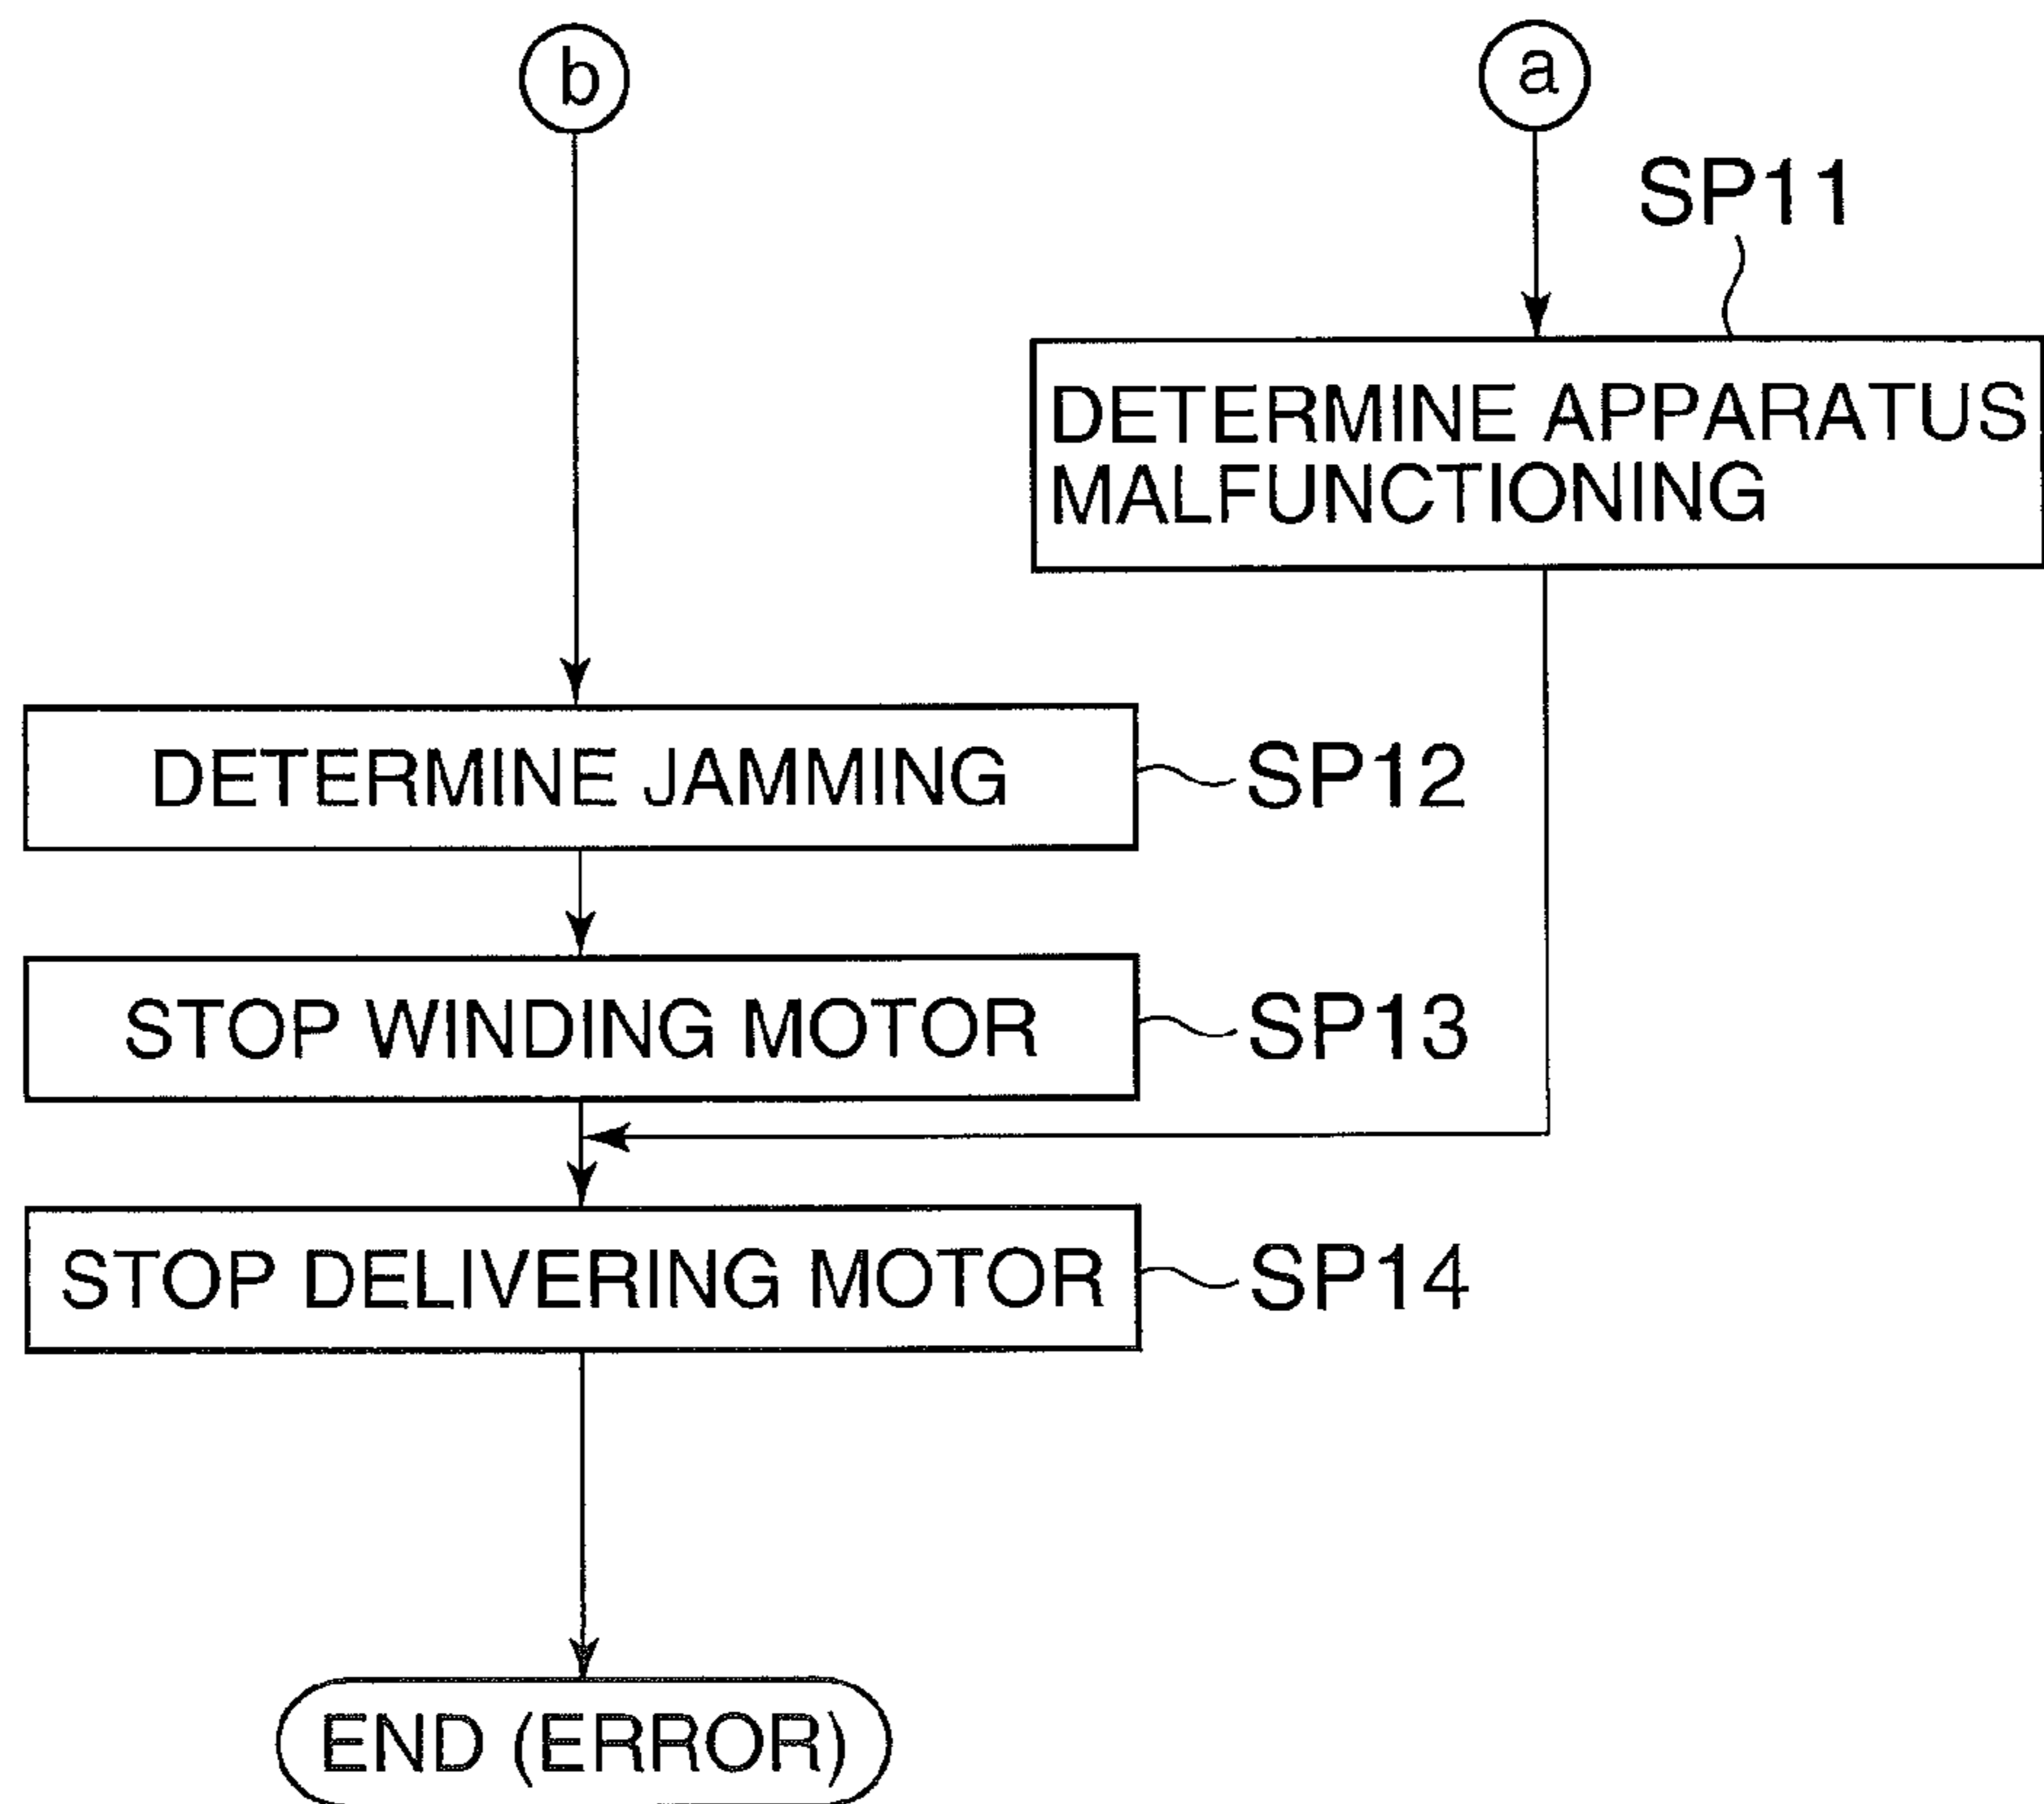 b
a
SP11
DETERMINE APPARATUS
MALFUNCTIONING
DETERMINE JAMMING
SP12
STOP WINDING MOTOR
SP13
STOP DELIVERING MOTOR
SP14
END (ERROR)